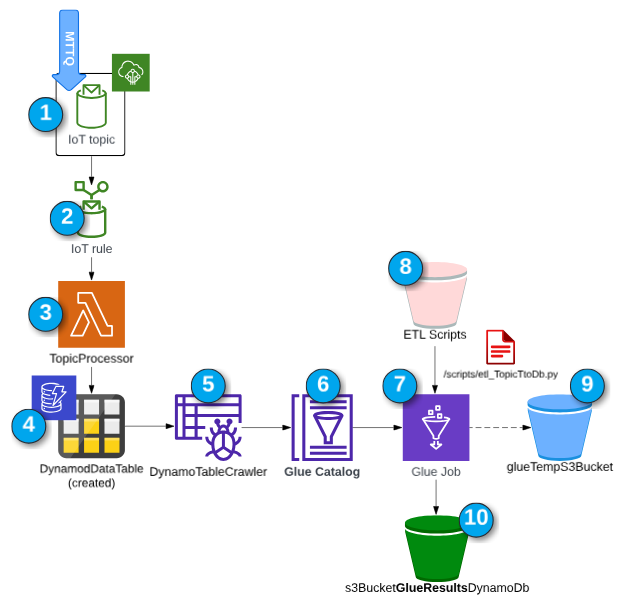 MTTQ
1
IoT topic
2
IoT rule
3
TopicProcessor
4
DynamodDataTable
(created)
5
DynamoTableCrawler
6
Glue Catalog
7
Glue Job
8
ETL Scripts
/scripts/etl_TopicTtoDb.py
9
glueTempS3Bucket
10
s3BucketGlueResultsDynamoDb